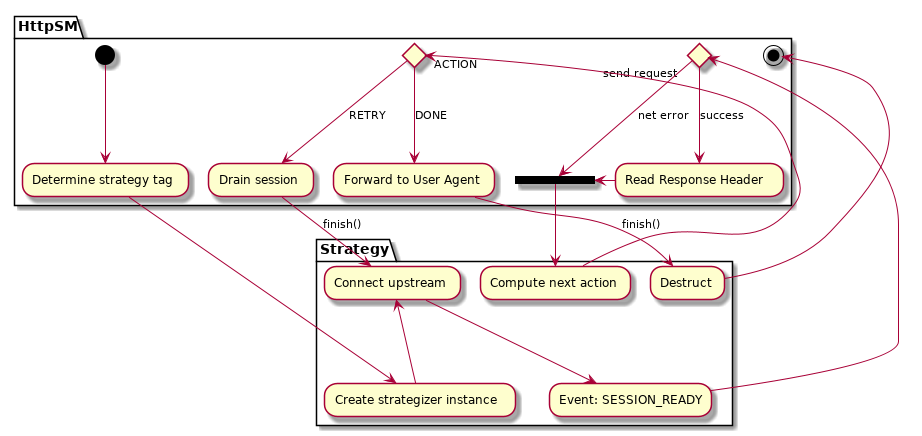 HttpSM
ACTION
send request
RETRY
DONE
net error
success
Determine strategy tag
Drain session
Forward to User Agent
Read Response Header
finish()
finish()
Strategy
Connect upstream
Compute next action
Destruct
Create strategizer instance
Event: SESSION_READY